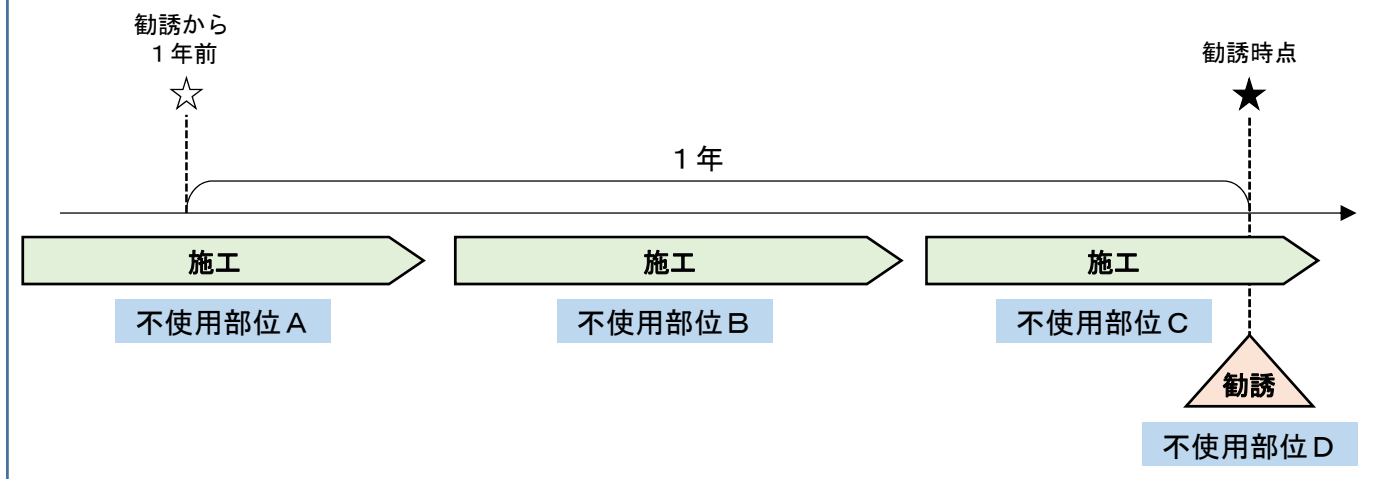 勧誘から
１年前
勧誘時点
☆
★
１年
施工
施工
施工
不使用部位Ａ
不使用部位Ｂ
不使用部位Ｃ
勧誘
不使用部位Ｄ